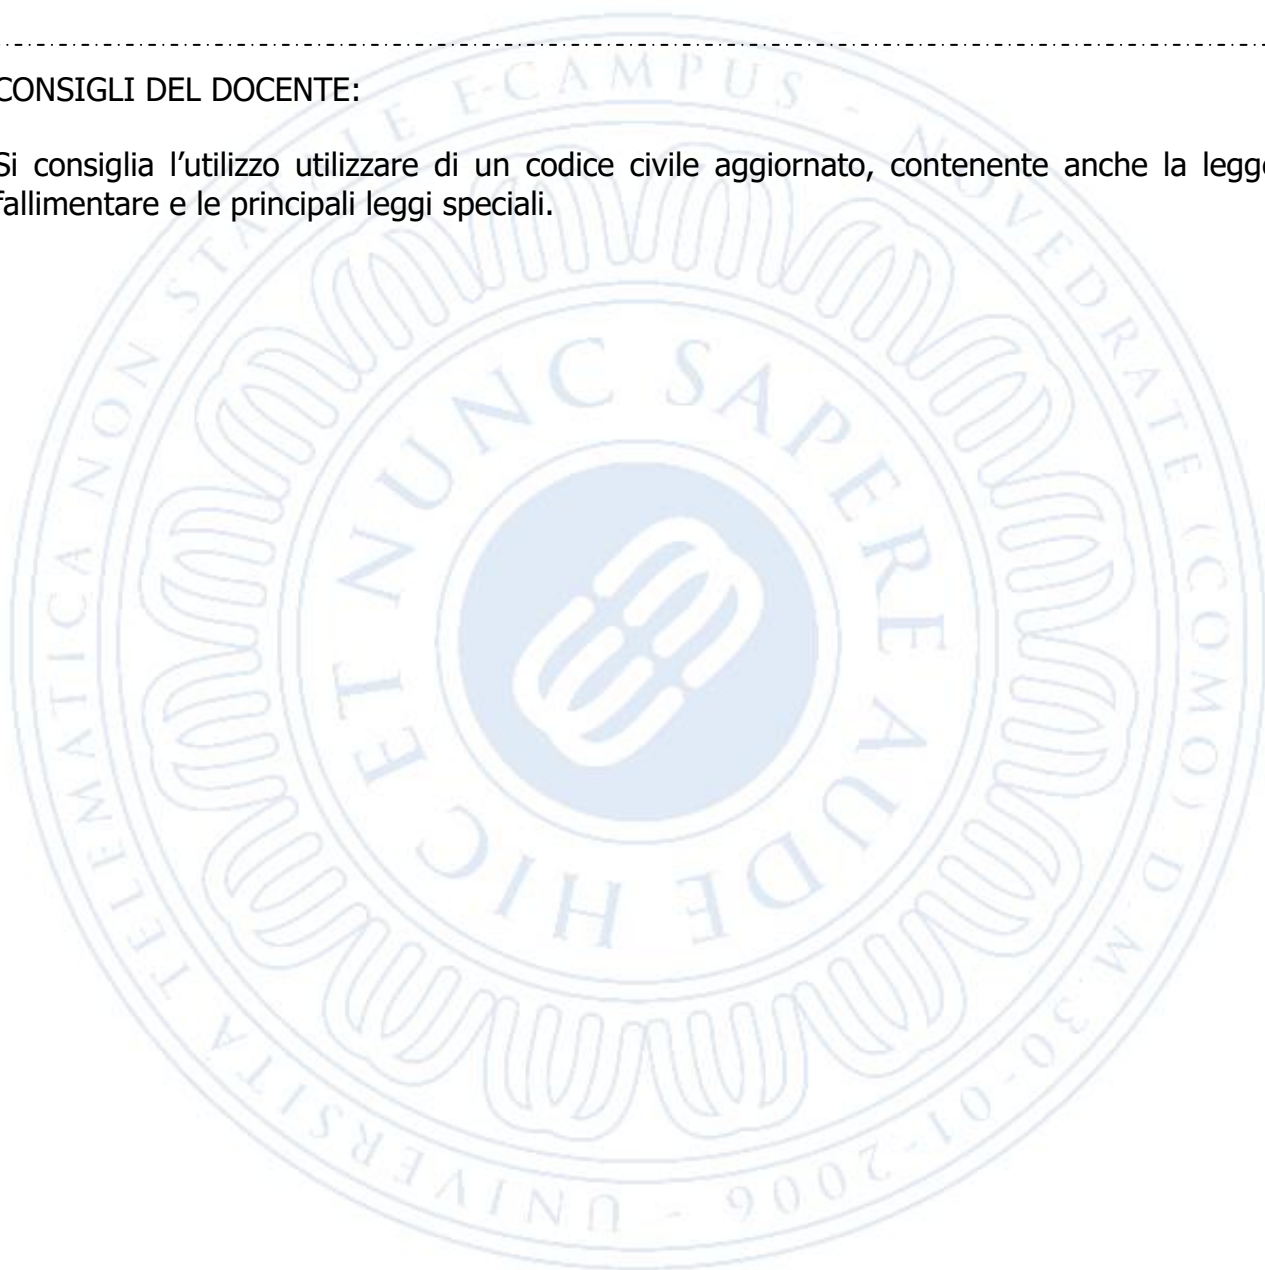 CONSIGLI DEL DOCENTE:
Si consiglia l'utilizzo utilizzare di un codice civile aggiornato, contenente anche la legge
fallimentare e le principali leggi speciali.
UNIVERSITÀ TELEMATICA NON STATALE E-CAMPUS - NOVEDRATE (COMO) D.M. 30-01-2006 -
HIC ET NUNC SAPERE AUDE